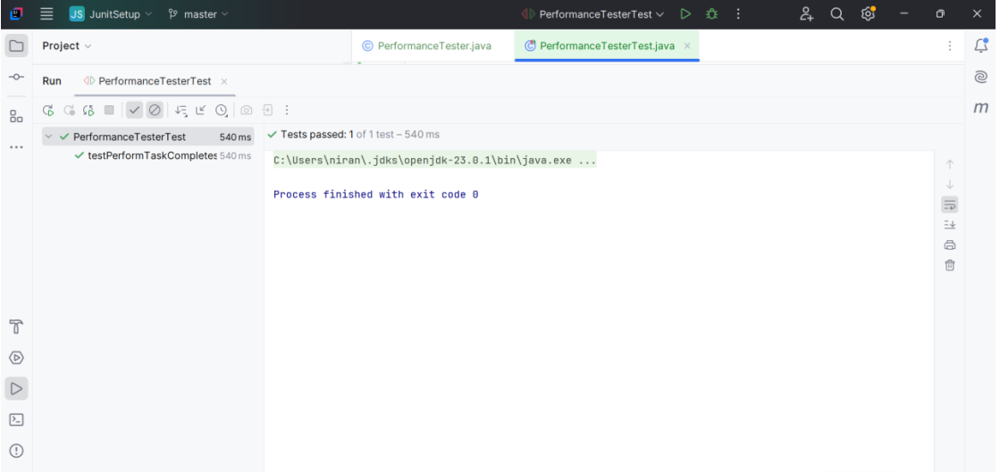 JS JunitSetup master PerformanceTesterTest
Project PerformanceTester.java PerformanceTesterTest.java
Run PerformanceTesterTest
m
PerformanceTesterTest 540 ms Tests passed: 1 of 1 test – 540 ms
testPerformTaskCompletes 540 ms
C:\Users\niran\.jdks\openjdk-23.0.1\bin\java.exe ...
Process finished with exit code 0